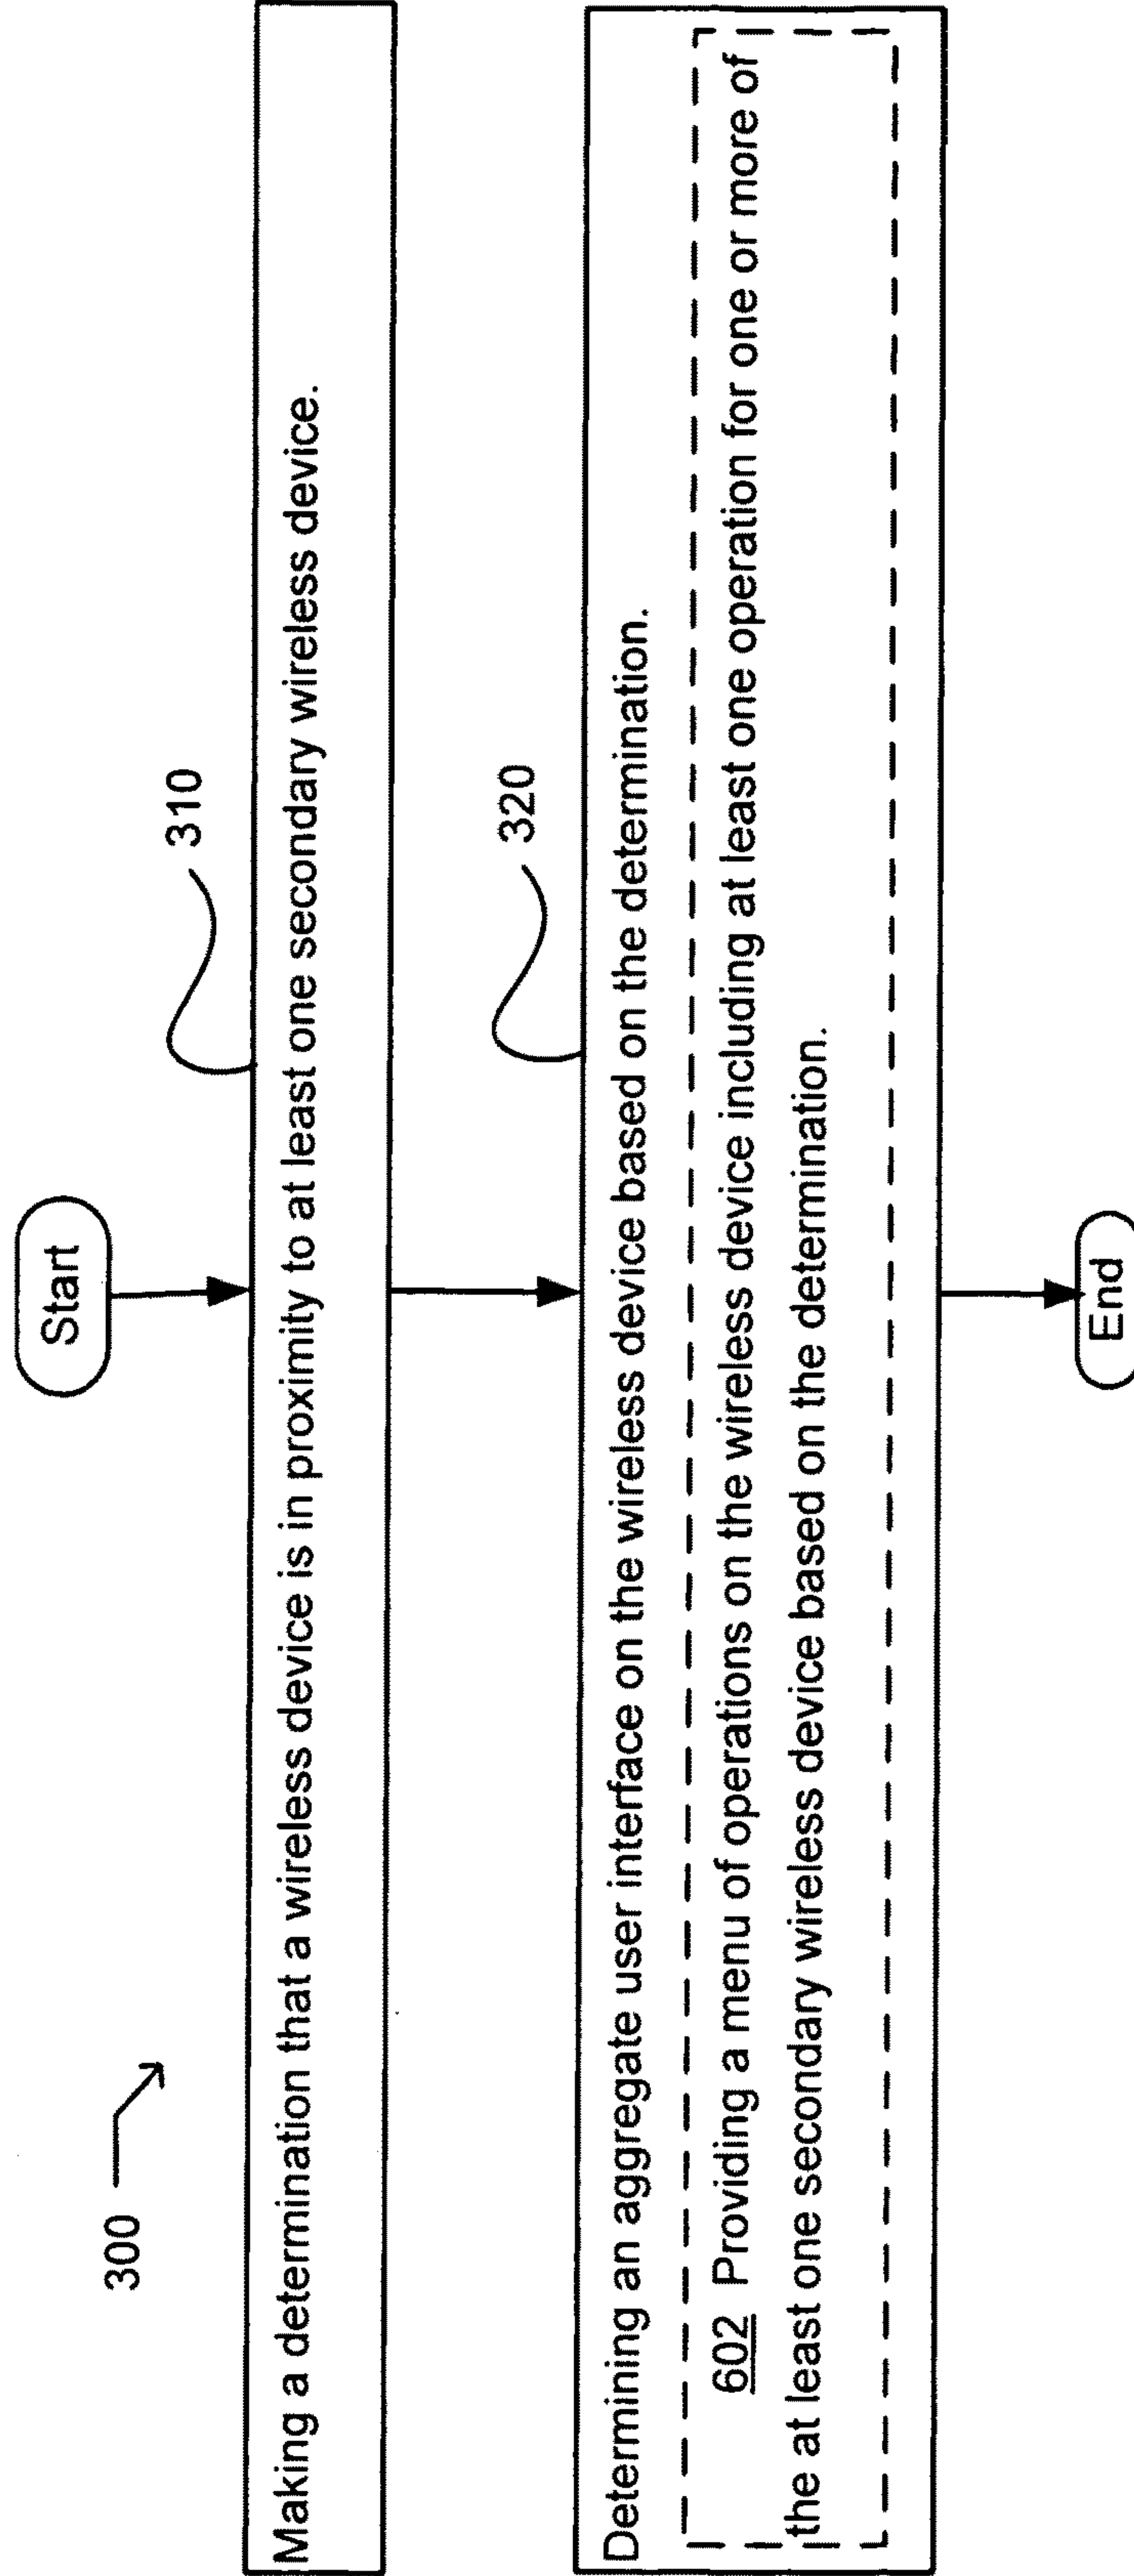 300
Start
310
Making a determination that a wireless device is in proximity to at least one secondary wireless device.
320
Determining an aggregate user interface on the wireless device based on the determination.
602 Providing a menu of operations on the wireless device including at least one operation for one or more of
the at least one secondary wireless device based on the determination.
End